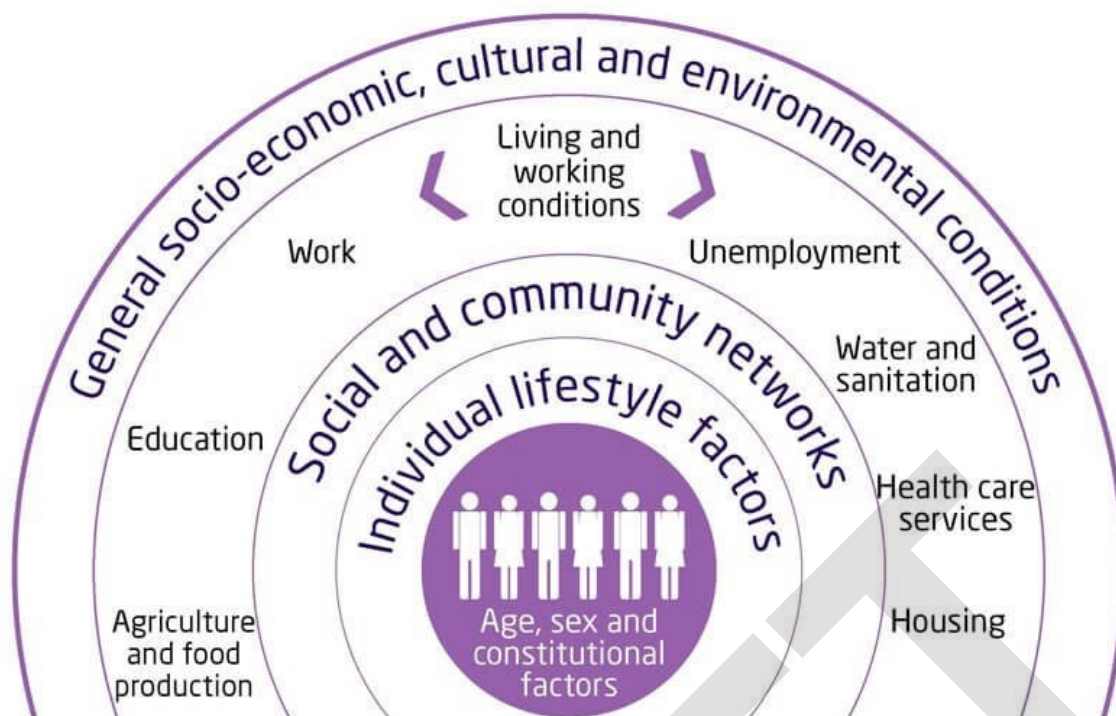 General socio-economic, cultural and environmental conditions
Living and
working
conditions
Work
Unemployment
Social and community networks
Water and
sanitation
Individual lifestyle factors
Education
Health care
services
Agriculture
and food
production
Housing
Age, sex and
constitutional
factors